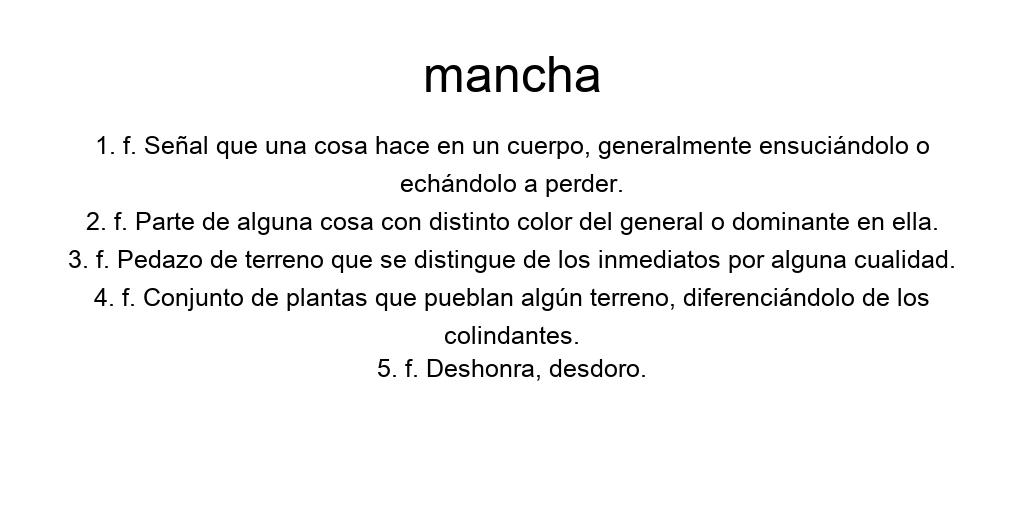 mancha
1. f. Señal que una cosa hace en un cuerpo, generalmente ensuciándolo o
echándolo a perder.
2. f. Parte de alguna cosa con distinto color del general o dominante en ella.
3. f. Pedazo de terreno que se distingue de los inmediatos por alguna cualidad.
4. f. Conjunto de plantas que pueblan algún terreno, diferenciándolo de los
colindantes.
5. f. Deshonra, desdoro.